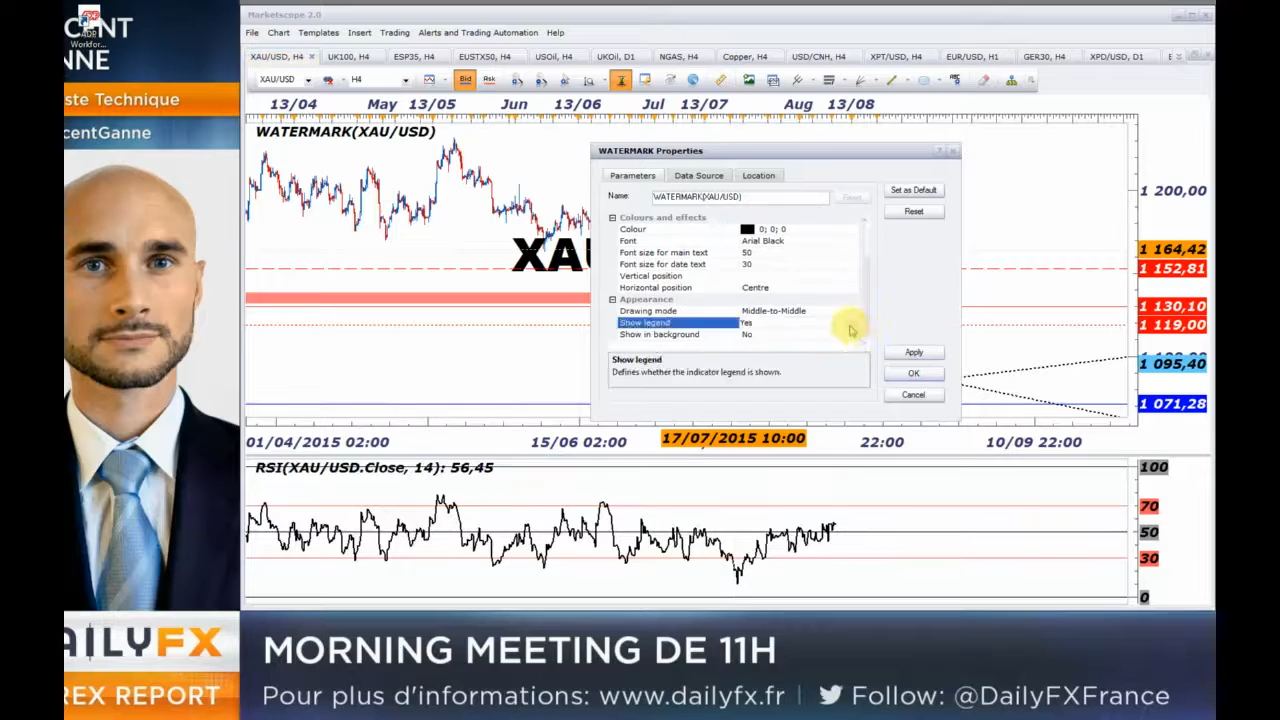 CENT
NNE
ADR
Workfor...
ste Technique
centGanne
Marketscope 2.0
File Chart Templates Insert Trading Alerts and Trading Automation Help
XAU/USD, H4 UK100, H4 ESP35, H4 EUSTX50, H4 USOil, H4 UKOil, D1 NGAS, H4 Copper, H4 USD/CNH, H4 XPT/USD, H4 EUR/USD, H1 GER30, H4 XPD/USD, D1
XAU/USD H4 Bid Ask
13/04 May 13/05 Jun 13/06 Jul 13/07 Aug 13/08
WATERMARK(XAU/USD)
XAU
1 200,00
1 164,42
1 152,81
1 130,10
1 119,00
1 095,40
1 071,28
WATERMARK Properties
Parameters Data Source Location
Name: WATERMARK(XAU/USD) Reset
Set as Default
Reset
Colours and effects
Colour 0; 0; 0
Font Arial Black
Font size for main text 50
Font size for date text 30
Vertical position
Horizontal position Centre
Appearance
Drawing mode Middle-to-Middle
Show legend Yes
Show in background No
Show legend
Defines whether the indicator legend is shown.
Apply
OK
Cancel
01/04/2015 02:00 15/06 02:00 17/07/2015 10:00 22:00 10/09 22:00
RSI(XAU/USD.Close, 14): 56,45
100
70
50
30
0
AILYFX
REX REPORT
MORNING MEETING DE 11H
Pour plus d'informations: www.dailyfx.fr | Follow: @DailyFXFrance